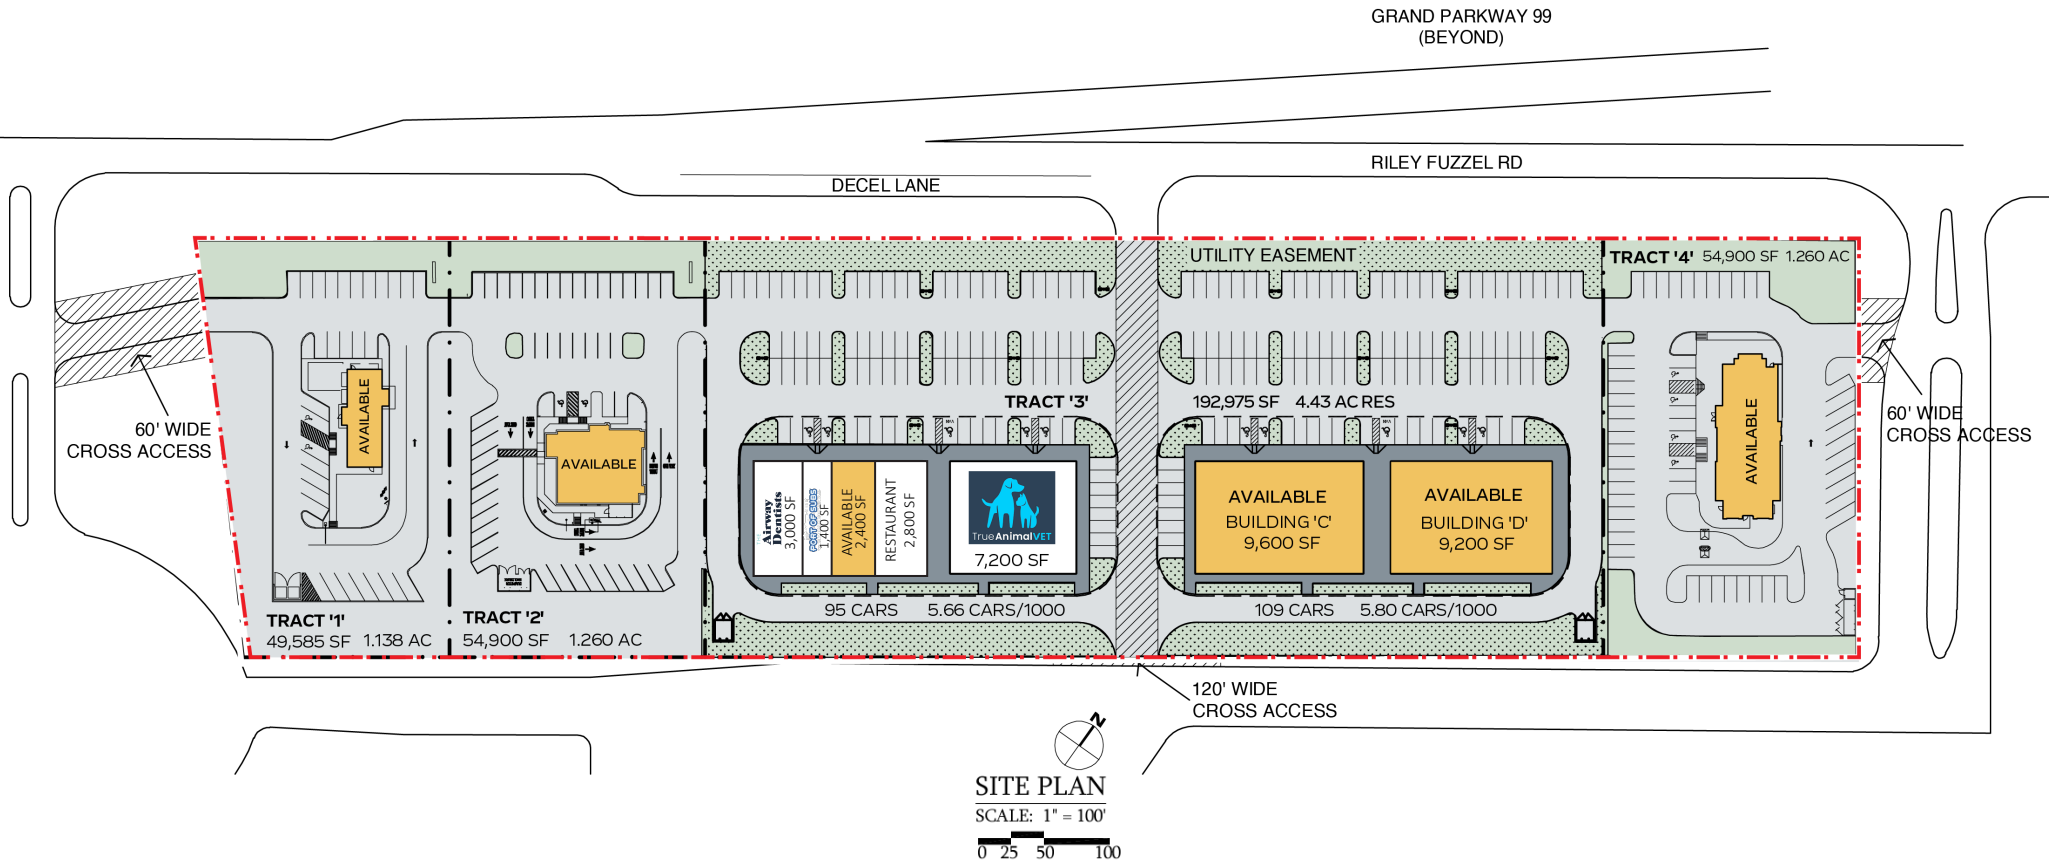 GRAND PARKWAY 99
(BEYOND)
RILEY FUZZEL RD
DECEL LANE
UTILITY EASEMENT
TRACT '4' 54,900 SF 1.260 AC
60' WIDE
CROSS ACCESS
AVAILABLE
AVAILABLE
TRACT '3'
192,975 SF 4.43 AC RES
60' WIDE
CROSS ACCESS
AVAILABLE
Airway
Dentists
3,000 SF
PORT OF SUBS
1,400 SF
AVAILABLE
2,400 SF
RESTAURANT
2,800 SF
TrueAnimalVET
7,200 SF
AVAILABLE
BUILDING 'C'
9,600 SF
AVAILABLE
BUILDING 'D'
9,200 SF
95 CARS 5.66 CARS/1000
109 CARS 5.80 CARS/1000
TRACT '1'
49,585 SF 1.138 AC
TRACT '2'
54,900 SF 1.260 AC
120' WIDE
CROSS ACCESS
N
SITE PLAN
SCALE: 1" = 100'
0 25 50 100